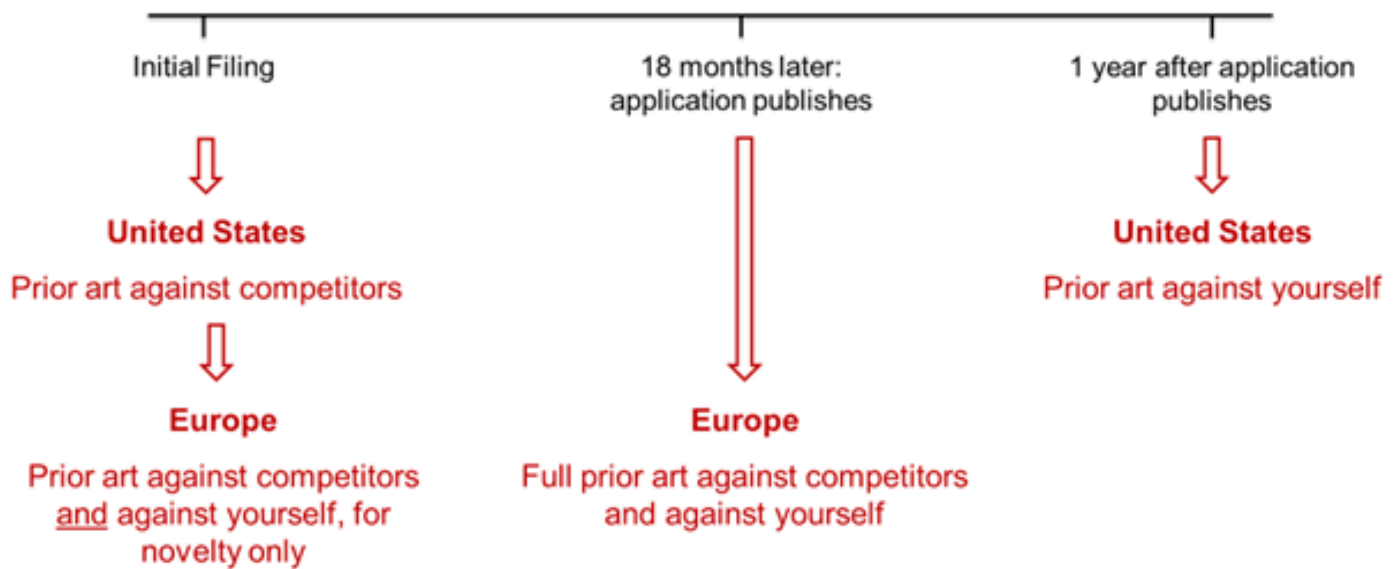 Initial Filing
18 months later:
application publishes
1 year after application
publishes
United States
Prior art against competitors
United States
Prior art against yourself
Europe
Prior art against competitors
and against yourself, for
novelty only
Europe
Full prior art against competitors
and against yourself